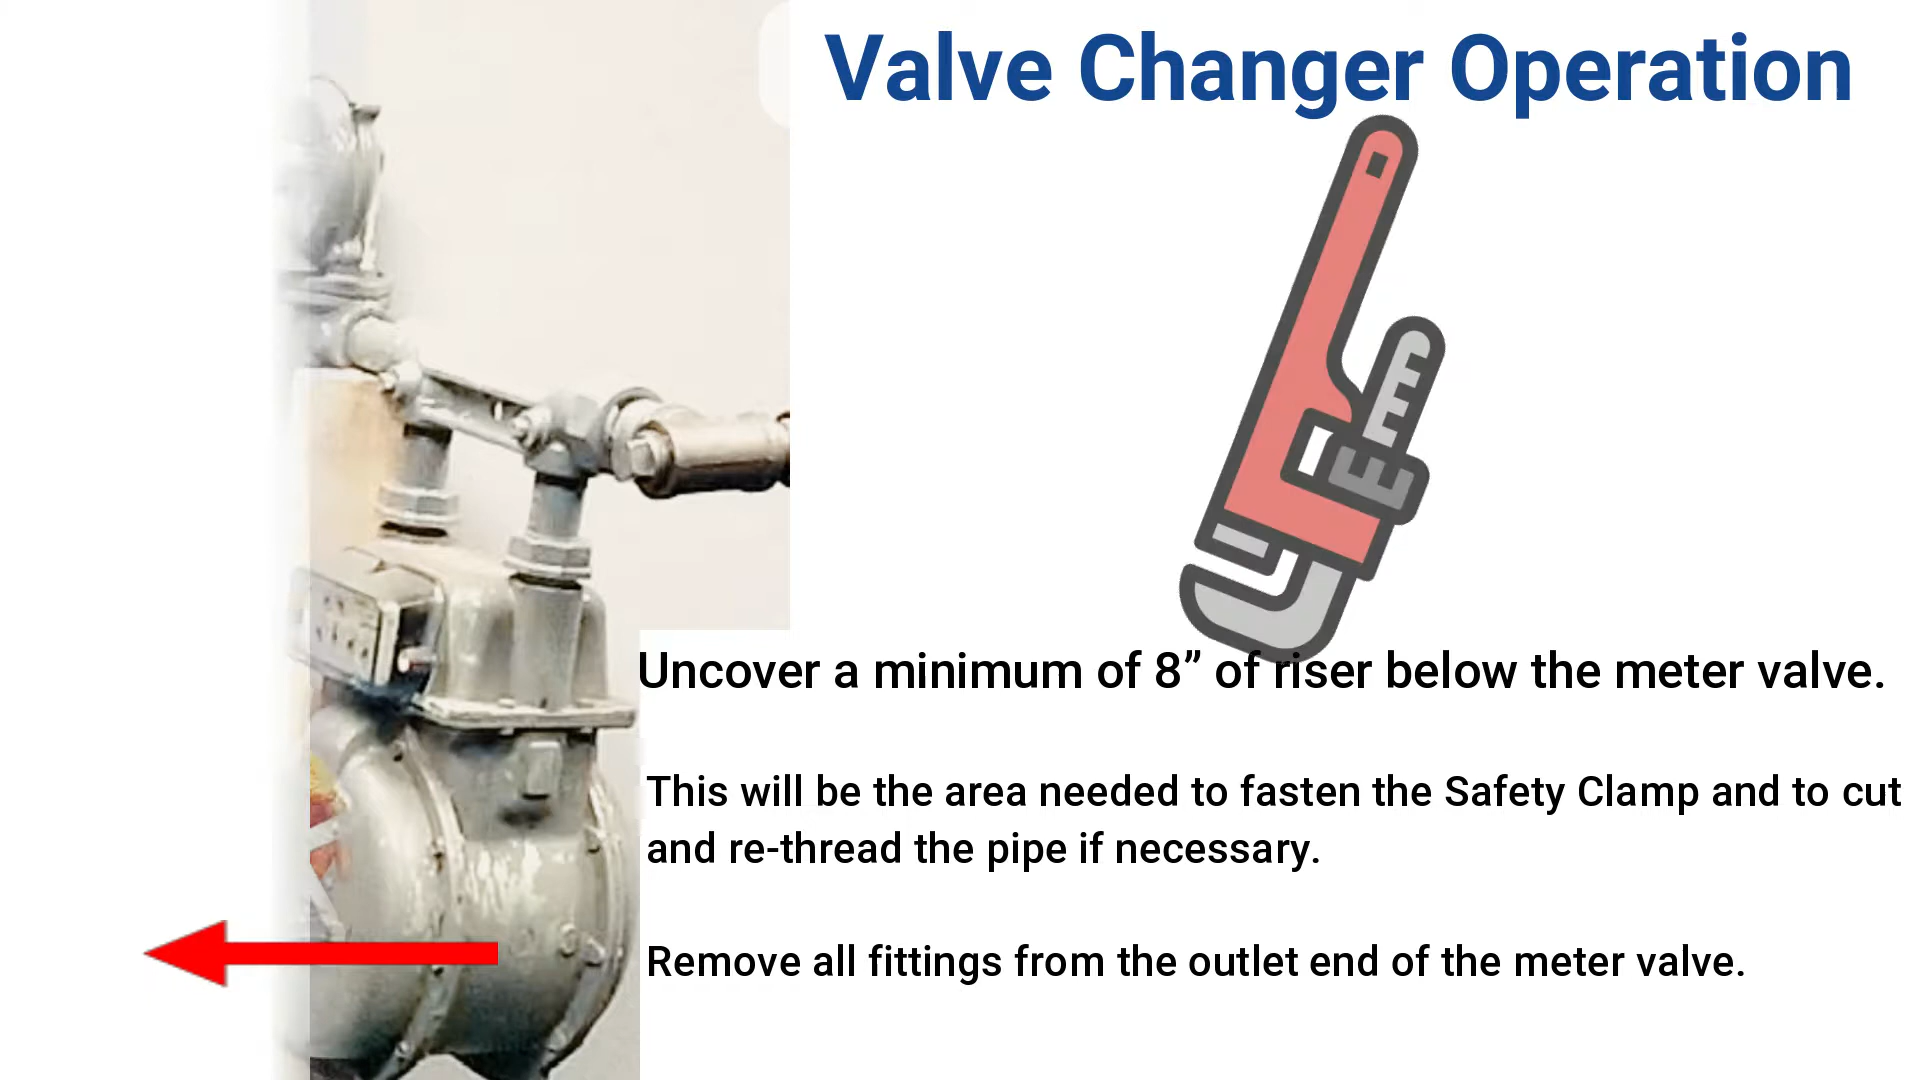 Valve Changer Operation
Uncover a minimum of 8” of riser below the meter valve.
This will be the area needed to fasten the Safety Clamp and to cut
and re-thread the pipe if necessary.
Remove all fittings from the outlet end of the meter valve.